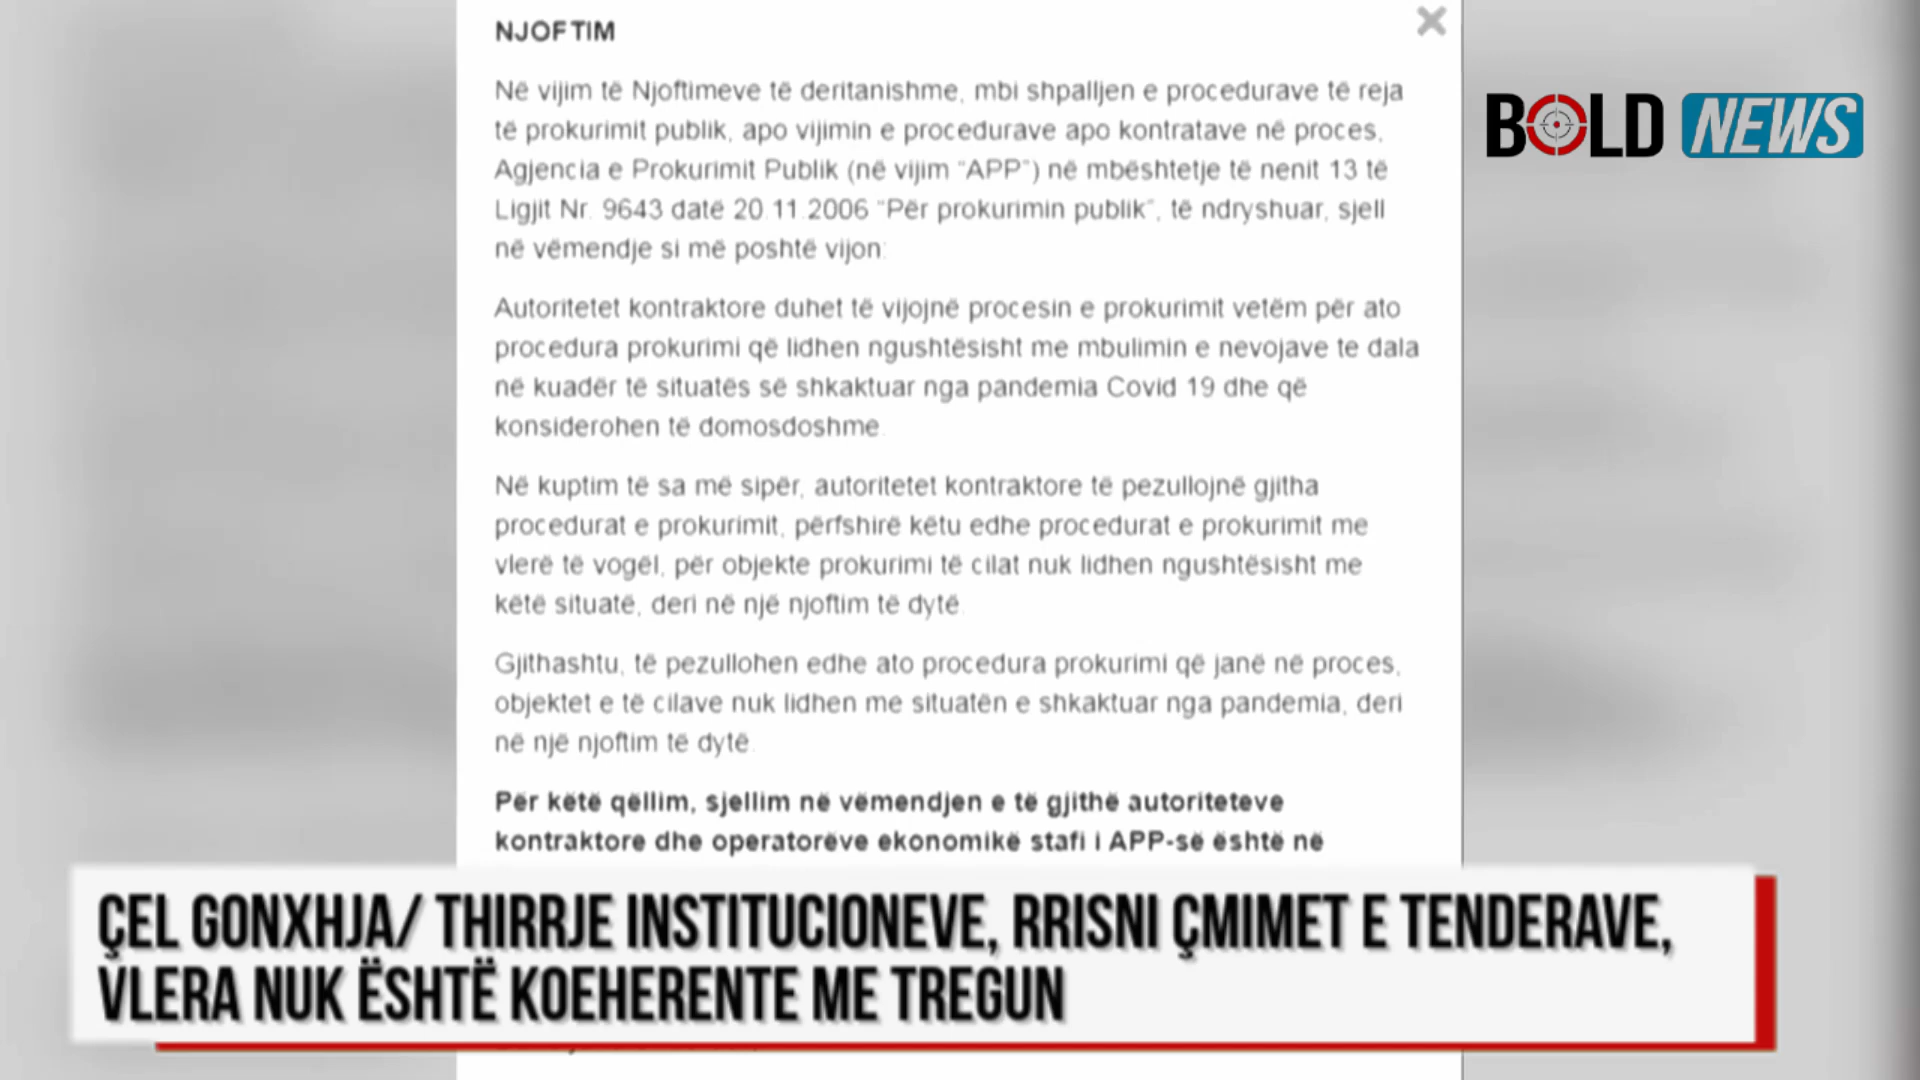 NJOFTIM
Në vijim të Njoftimeve të deritanishme, mbi shpalljen e procedurave të reja
të prokurimit publik, apo vijimin e procedurave apo kontratave në proces,
Agjencia e Prokurimit Publik (në vijim "APP") në mbështetje të nenit 13 të
Ligjit Nr. 9643 datë 20.11.2006 "Për prokurimin publik", të ndryshuar, sjell
në vëmendje si më poshtë vijon:
Autoritetet kontraktore duhet të vijojnë procesin e prokurimit vetëm për ato
procedura prokurimi që lidhen ngushtësisht me mbulimin e nevojave te dala
në kuadër të situatës së shkaktuar nga pandemia Covid 19 dhe që
konsiderohen të domosdoshme.
Në kuptim të sa më sipër, autoritetet kontraktore të pezullojnë gjitha
procedurat e prokurimit, përfshirë këtu edhe procedurat e prokurimit me
vlerë të vogël, për objekte prokurimi të cilat nuk lidhen ngushtësisht me
këtë situatë, deri në një njoftim të dytë
Gjithashtu, të pezullohen edhe ato procedura prokurimi që janë në proces,
objektet e të cilave nuk lidhen me situatën e shkaktuar nga pandemia, deri
në një njoftim të dytë.
Për këtë qëllim, sjellim në vëmendjen e të gjithë autoriteteve
kontraktore dhe operatorëve ekonomikë stafi i APP-së është në
BOLD NEWS
ÇEL GONXHJA/ THIRRJE INSTITUCIONEVE, RRISNI ÇMIMET E TENDERAVE,
VLERA NUK ËSHTË KOEHERENTE ME TREGUN